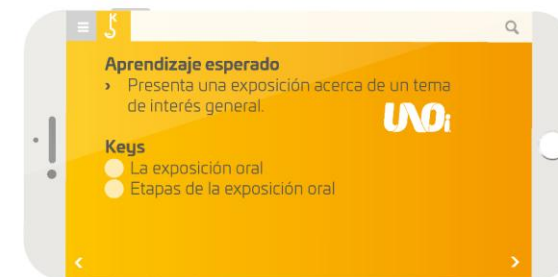 Aprendizaje esperado
› Presenta una exposición acerca de un tema
de interés general.
UNOi
Keys
La exposición oral
Etapas de la exposición oral